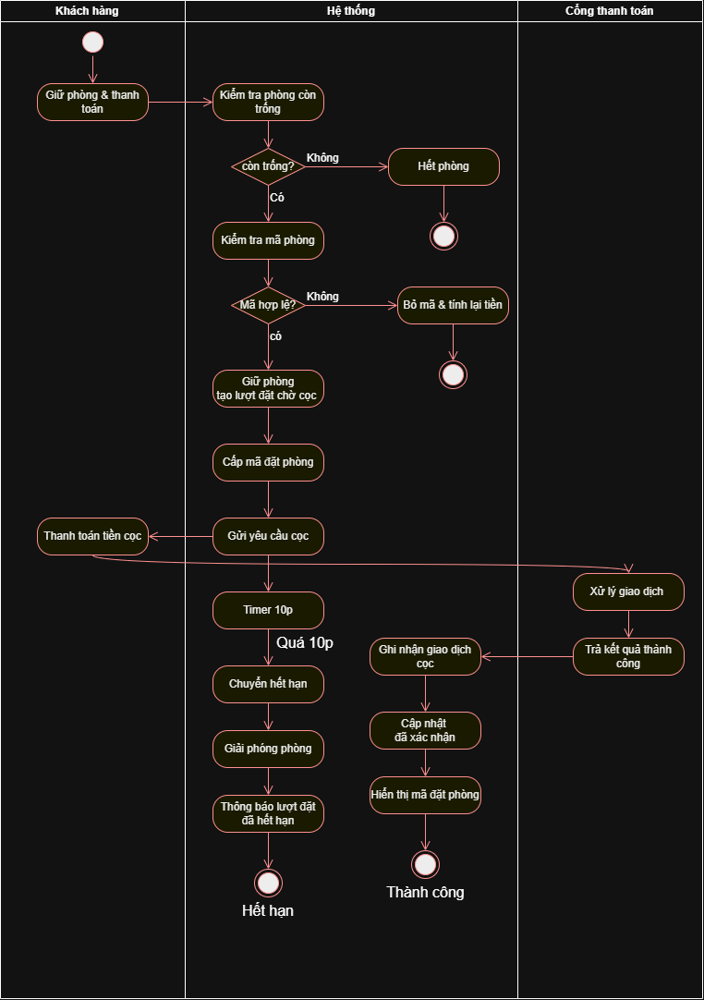 Khách hàng
Hệ thống
Cổng thanh toán
Giữ phòng & thanh
toán
Kiểm tra phòng còn
trống
còn trống?
Không
Hết phòng
Có
Kiểm tra mã phòng
Mã hợp lệ?
Không
Bỏ mã & tính lại tiền
có
Giữ phòng
tạo lượt đặt chờ cọc
Cấp mã đặt phòng
Gửi yêu cầu cọc
Thanh toán tiền cọc
Xử lý giao dịch
Timer 10p
Quá 10p
Trả kết quả thành
công
Ghi nhận giao dịch
cọc
Chuyển hết hạn
Cập nhật
đã xác nhận
Giải phóng phòng
Hiển thị mã đặt phòng
Thông báo lượt đặt
đã hết hạn
Thành công
Hết hạn